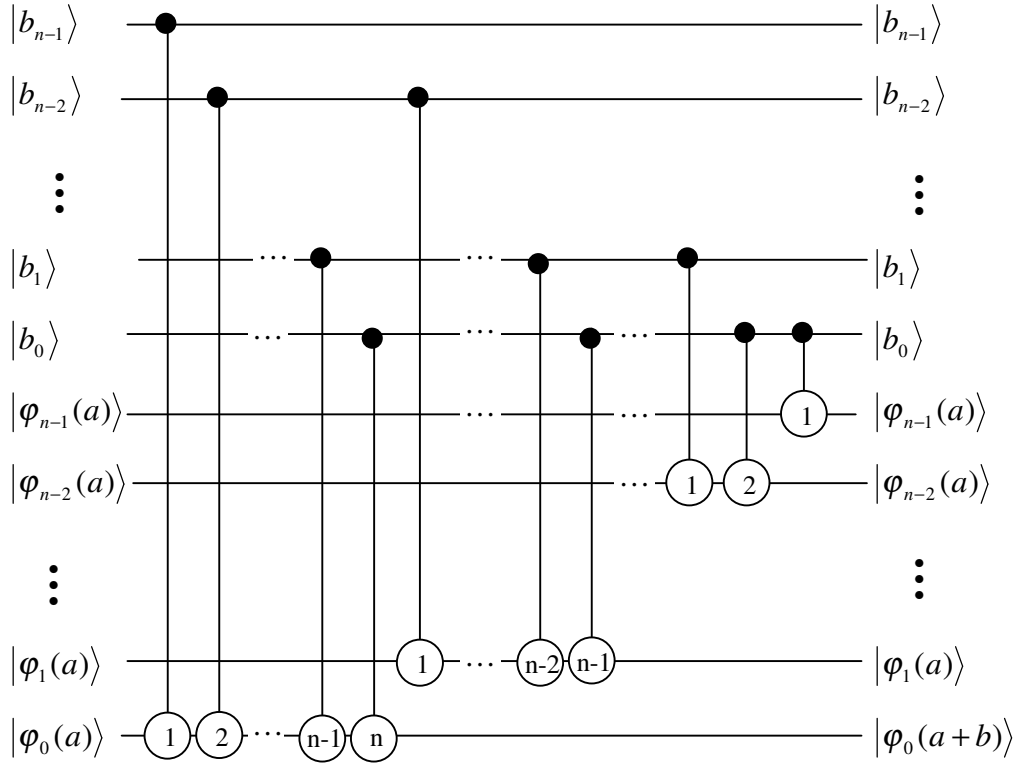 |b_{n-1}⟩ |b_{n-1}⟩
|b_{n-2}⟩ |b_{n-2}⟩
⋮ ⋮
|b_1⟩ ... ... |b_1⟩
|b_0⟩ ... ... ... |b_0⟩
|φ_{n-1}(a)⟩ ... ... 1 |φ_{n-1}(a)⟩
|φ_{n-2}(a)⟩ ... 1 2 |φ_{n-2}(a)⟩
⋮ ⋮
|φ_1(a)⟩ 1 ... n-2 n-1 |φ_1(a)⟩
|φ_0(a)⟩ 1 2 ... n-1 n |φ_0(a+b)⟩